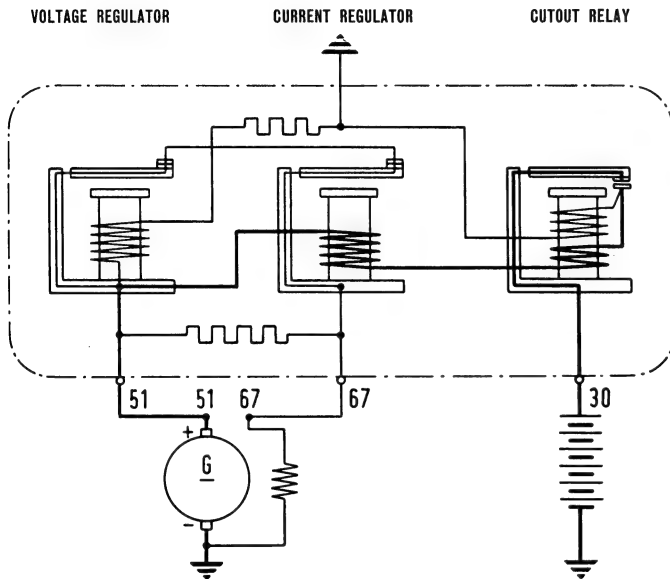 VOLTAGE REGULATOR CURRENT REGULATOR CUTOUT RELAY
51 51 67 67 30
+
G
-